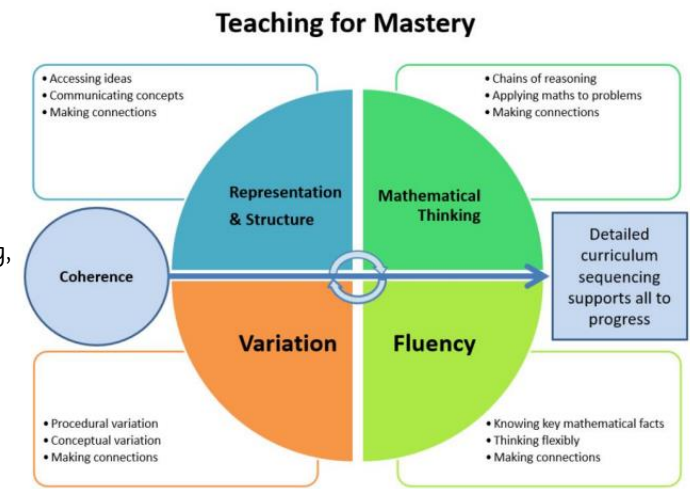 Teaching for Mastery
• Accessing ideas
• Communicating concepts
• Making connections
• Chains of reasoning
• Applying maths to problems
• Making connections
Representation
& Structure
Mathematical
Thinking
g,
Coherence
Detailed
curriculum
sequencing
supports all to
progress
Variation
Fluency
• Procedural variation
• Conceptual variation
• Making connections
• Knowing key mathematical facts
• Thinking flexibly
• Making connections